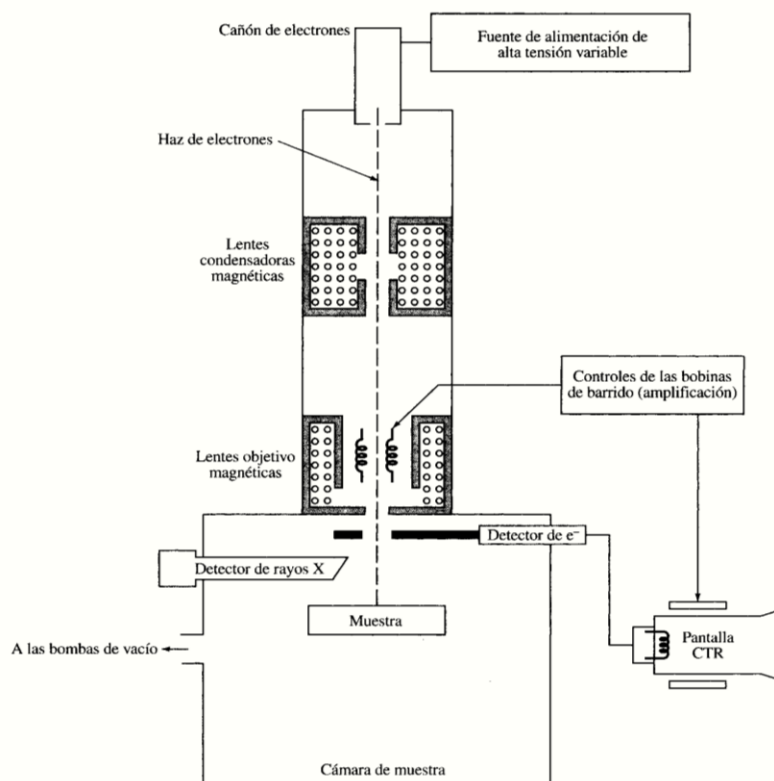 Cañón de electrones
Fuente de alimentación de
alta tensión variable
Haz de electrones
Lentes
condensadoras
magnéticas
Controles de las bobinas
de barrido (amplificación)
Lentes objetivo
magnéticas
Detector de e⁻
Detector de rayos X
Muestra
Pantalla
CTR
A las bombas de vacío
Cámara de muestra